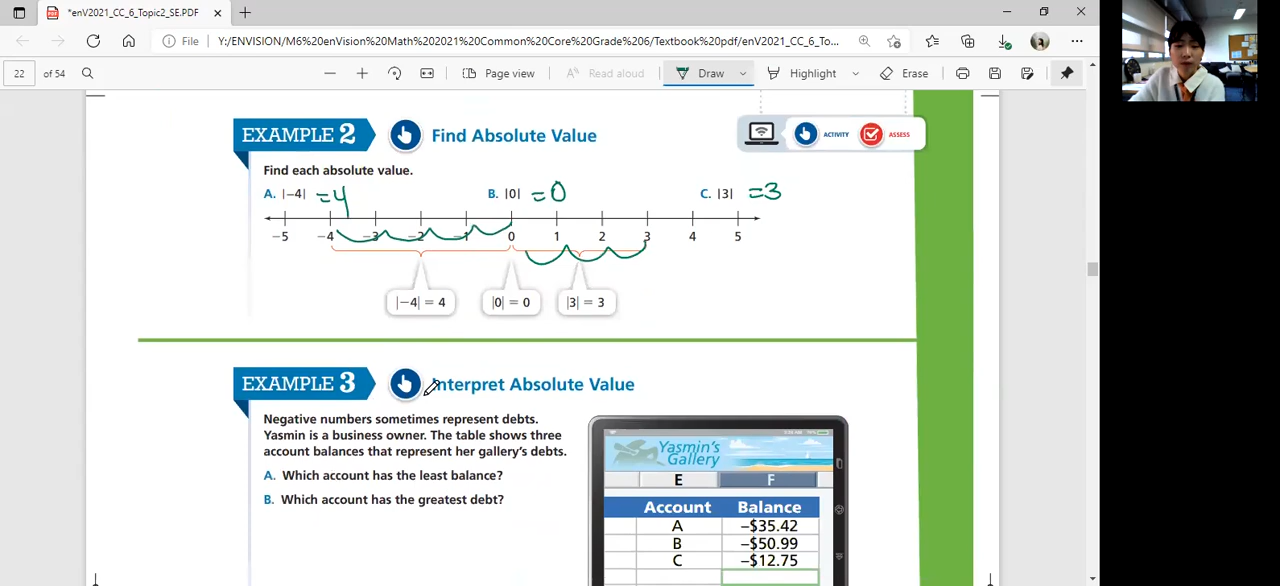 *enV2021_CC_6_Topic2_SE.PDF
File
Y:/ENVISION/M6%20enVision%20Math%202021%20Common%20Core%20Grade%206/Textbook%20pdf/enV2021_CC_6_To...
22 of 54
Page view
Read aloud
Draw
Highlight
Erase
EXAMPLE 2
Find Absolute Value
ACTIVITY
ASSESS
Find each absolute value.
A. |−4| =4
B. |0| =0
C. |3| =3
−5 −4 −3 −2 −1 0 1 2 3 4 5
|−4| = 4
|0| = 0
|3| = 3
EXAMPLE 3
Interpret Absolute Value
Negative numbers sometimes represent debts.
Yasmin is a business owner. The table shows three
account balances that represent her gallery's debts.
A. Which account has the least balance?
B. Which account has the greatest debt?
Yasmin's
Gallery
E F
Account Balance
A −$35.42
B −$50.99
C −$12.75